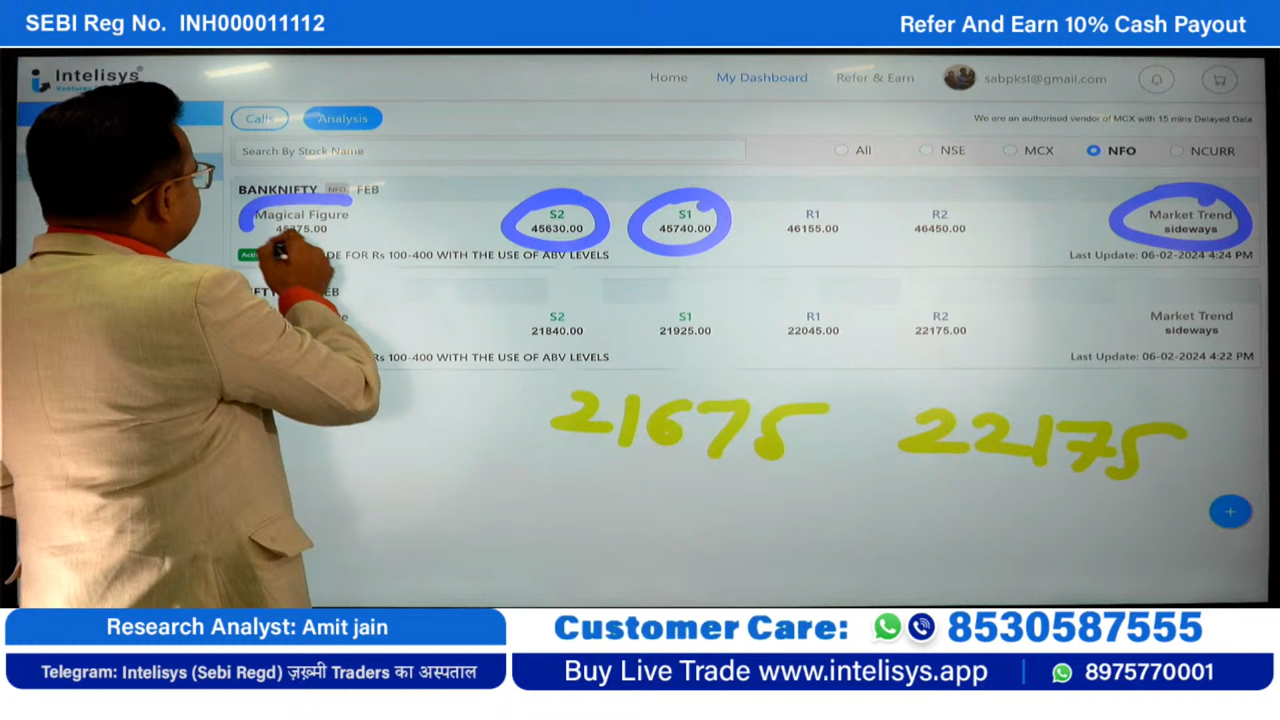 SEBI Reg No. INH000011112
Refer And Earn 10% Cash Payout
Intelisys
Home My Dashboard Refer & Earn sabpksl@gmail.com
Calls Analysis
We are an authorised vendor of MCX with 15 mins Delayed Data
Search By Stock Name
All NSE MCX NFO NCURR
BANKNIFTY NFO FEB
Magical Figure S2 S1 R1 R2 Market Trend
45630.00 45740.00 46155.00 46450.00 sideways
FOR Rs 100-400 WITH THE USE OF ABV LEVELS
Last Update: 06-02-2024 4:24 PM
S2 S1 R1 R2 Market Trend
21840.00 21925.00 22045.00 22175.00 sideways
Rs 100-400 WITH THE USE OF ABV LEVELS
Last Update: 06-02-2024 4:22 PM
21675 22175
Research Analyst: Amit jain
Customer Care: 8530587555
Telegram: Intelisys (Sebi Regd) ज़ख़्मी Traders का अस्पताल
Buy Live Trade www.intelisys.app | 8975770001